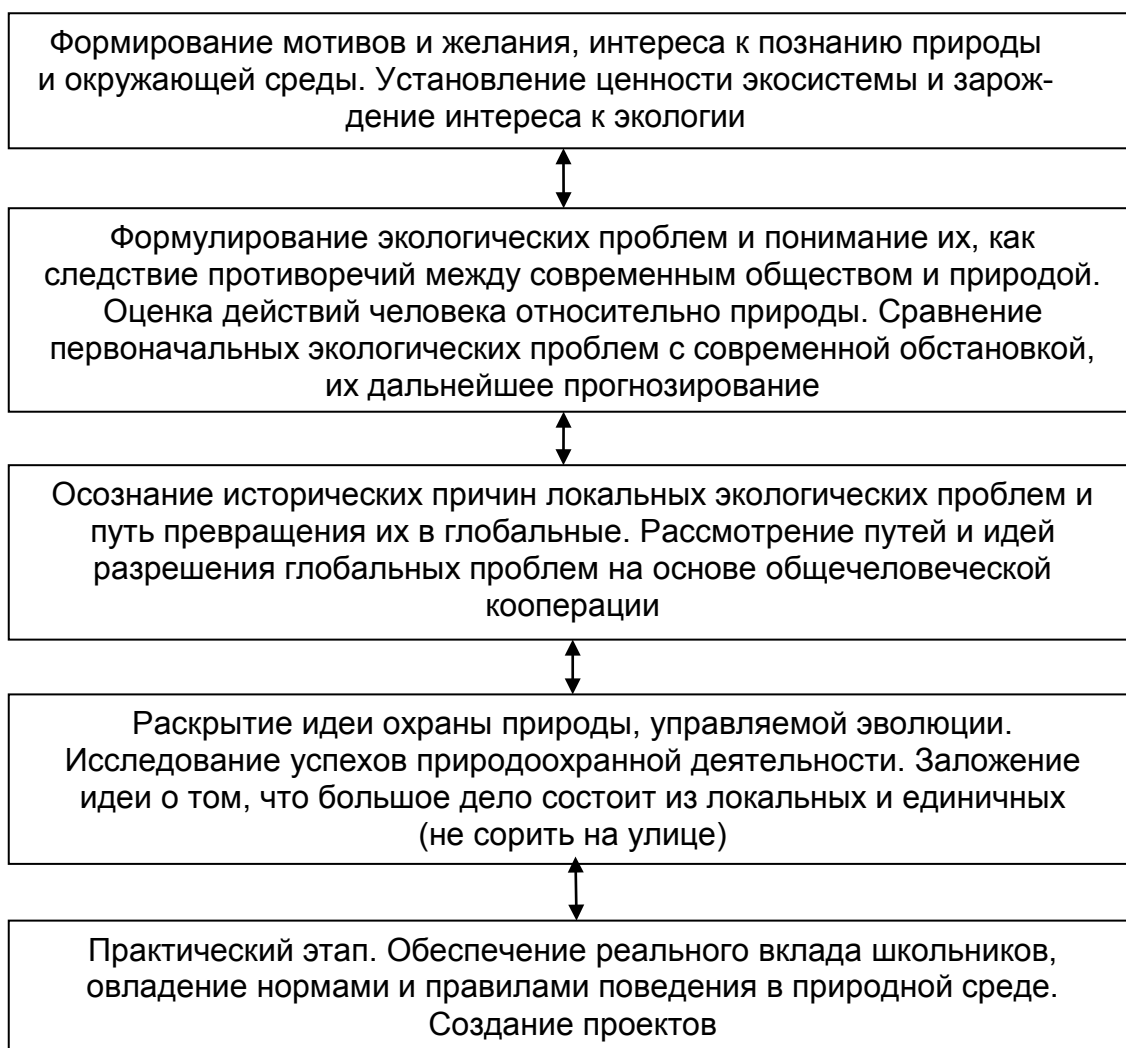 Формирование мотивов и желания, интереса к познанию природы
и окружающей среды. Установление ценности экосистемы и зарож-
дение интереса к экологии
Формулирование экологических проблем и понимание их, как
следствие противоречий между современным обществом и природой.
Оценка действий человека относительно природы. Сравнение
первоначальных экологических проблем с современной обстановкой,
их дальнейшее прогнозирование
Осознание исторических причин локальных экологических проблем и
путь превращения их в глобальные. Рассмотрение путей и идей
разрешения глобальных проблем на основе общечеловеческой
кооперации
Раскрытие идеи охраны природы, управляемой эволюции.
Исследование успехов природоохранной деятельности. Заложение
идеи о том, что большое дело состоит из локальных и единичных
(не сорить на улице)
Практический этап. Обеспечение реального вклада школьников,
овладение нормами и правилами поведения в природной среде.
Создание проектов